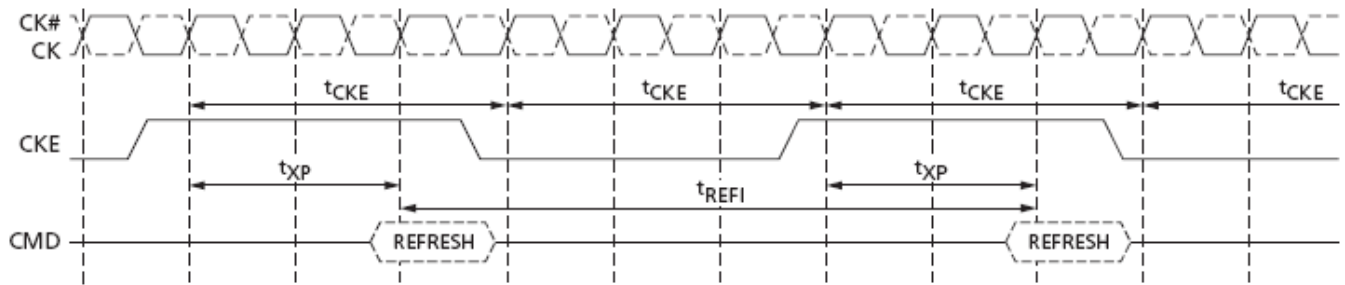 CK#
CK
tCKE tCKE tCKE tCKE
CKE
tXP tXP
tREFI
CMD REFRESH REFRESH